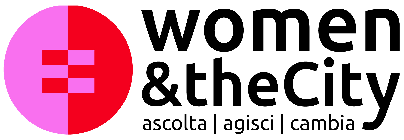 women
&theCity
ascolta | agisci | cambia